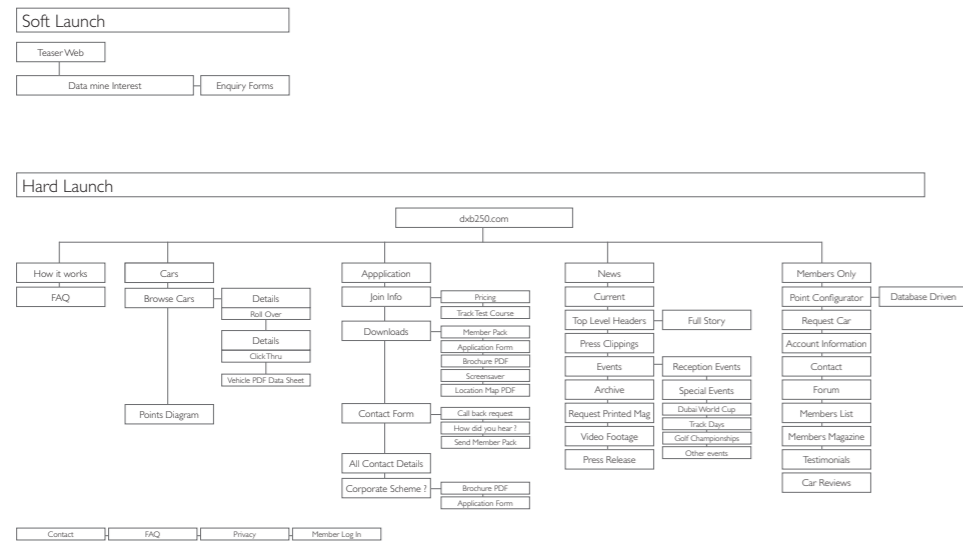 Soft Launch
Teaser Web
Data mine Interest
Enquiry Forms
Hard Launch
dxb250.com
How it works
FAQ
Cars
Browse Cars
Details
Roll Over
Details
Click Thru
Vehicle PDF Data Sheet
Points Diagram
Appplication
Join Info
Pricing
Track Test Course
Downloads
Member Pack
Application Form
Brochure PDF
Screensaver
Location Map PDF
Contact Form
Call back request
How did you hear ?
Send Member Pack
All Contact Details
Corporate Scheme ?
Brochure PDF
Application Form
News
Current
Top Level Headers
Full Story
Press Clippings
Events
Reception Events
Special Events
Dubai World Cup
Track Days
Golf Championships
Other events
Archive
Request Printed Mag
Video Footage
Press Release
Members Only
Point Configurator
Database Driven
Request Car
Account Information
Contact
Forum
Members List
Members Magazine
Testimonials
Car Reviews
Contact
FAQ
Privacy
Member Log In